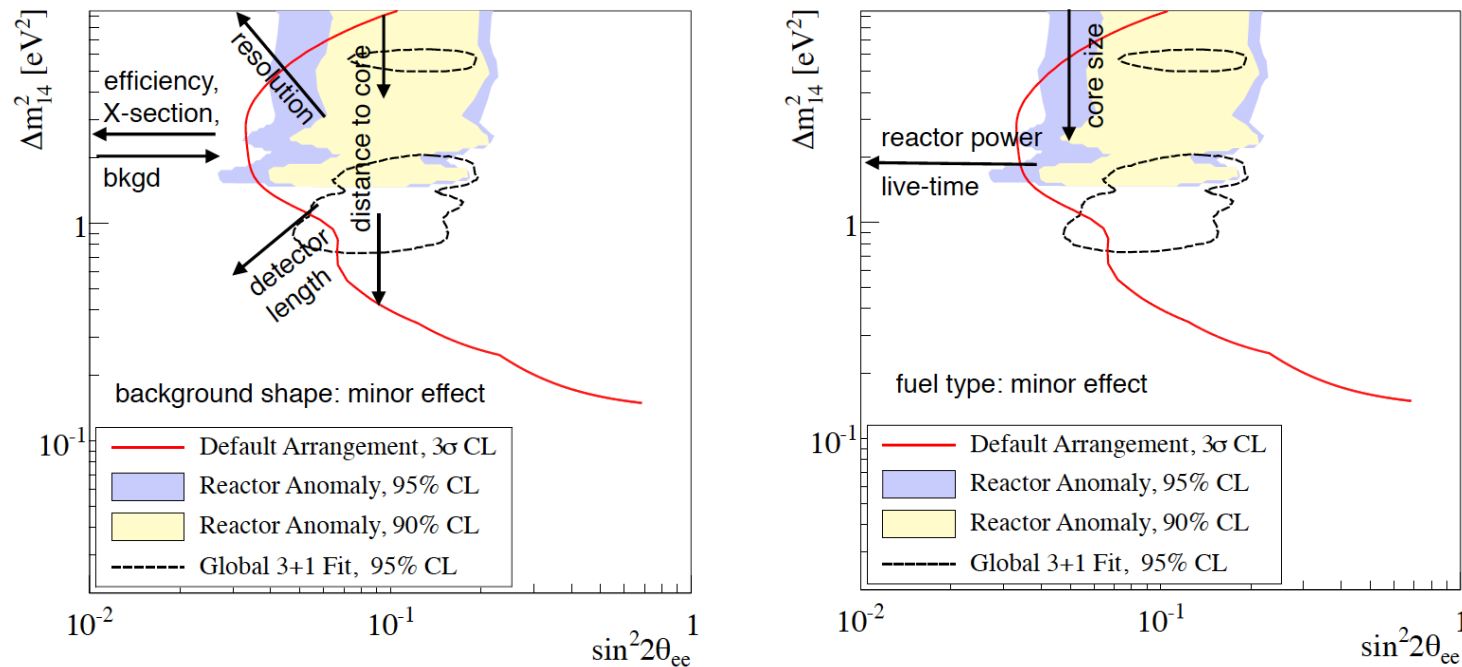 Δm²₁₄ [eV²]
resolution
efficiency,
X-section,
bkgd
distance to core
detector
length
1
10⁻¹
background shape: minor effect
Default Arrangement, 3σ CL
Reactor Anomaly, 95% CL
Reactor Anomaly, 90% CL
Global 3+1 Fit, 95% CL
10⁻² 10⁻¹ 1
sin²2θee
Δm²₁₄ [eV²]
core size
reactor power
live-time
1
10⁻¹
fuel type: minor effect
Default Arrangement, 3σ CL
Reactor Anomaly, 95% CL
Reactor Anomaly, 90% CL
Global 3+1 Fit, 95% CL
10⁻² 10⁻¹ 1
sin²2θee